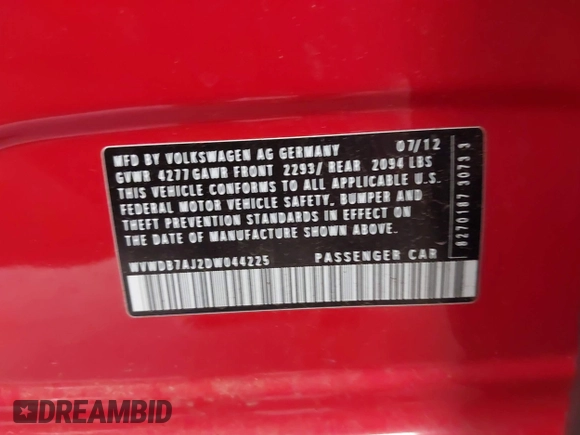 MFD BY VOLKSWAGEN AG GERMANY 07/12
GVWR 4277 GAWR FRONT 2293/ REAR 2094 LBS
THIS VEHICLE CONFORMS TO ALL APPLICABLE U.S.
FEDERAL MOTOR VEHICLE SAFETY, BUMPER AND
THEFT PREVENTION STANDARDS IN EFFECT ON THE
DATE OF MANUFACTURE SHOWN ABOVE.
WVWDB7AJ2DW044225 PASSENGER CAR
8270187 3073 3
DREAMBID